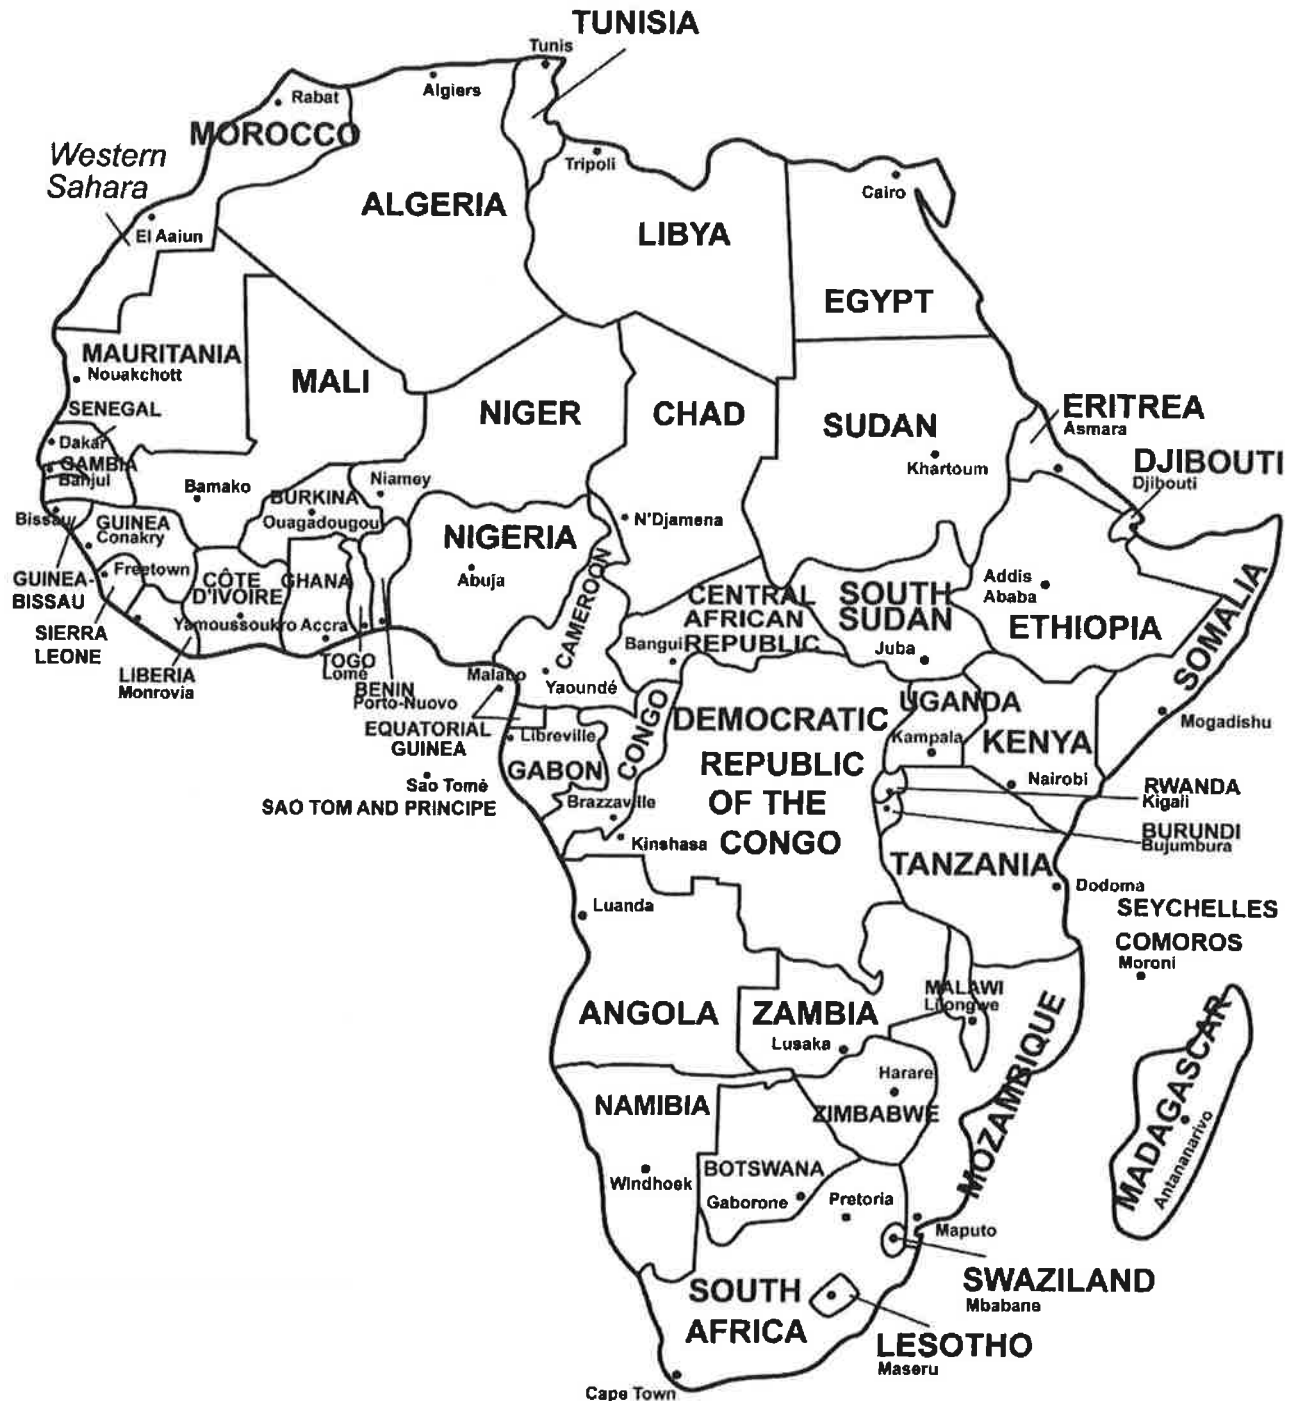 TUNISIA
Tunis
Algiers
Rabat
MOROCCO
Tripoli
Western
Sahara
Cairo
ALGERIA
LIBYA
El Aaiun
EGYPT
MAURITANIA
Nouakchott
MALI
NIGER
CHAD
SUDAN
ERITREA
Asmara
SENEGAL
Dakar
GAMBIA
Banjul
Khartoum
DJIBOUTI
Djibouti
Niamey
Bamako
BURKINA
Ouagadougou
Bissau
GUINEA
Conakry
N'Djamena
NIGERIA
Abuja
Freetown
GUINEA-
BISSAU
CÔTE
D'IVOIRE
GHANA
CAMEROON
CENTRAL
AFRICAN
REPUBLIC
SOUTH
SUDAN
Addis
Ababa
ETHIOPIA
SOMALIA
SIERRA
LEONE
Yamoussoukro
Accra
Bangui
Juba
LIBERIA
Monrovia
TOGO
Lomé
BENIN
Porto-Nuovo
Malabo
Yaoundé
EQUATORIAL
GUINEA
Libreville
GABON
CONGO
DEMOCRATIC
REPUBLIC
OF THE
CONGO
UGANDA
Kampala
KENYA
Mogadishu
Nairobi
Sao Tomè
SAO TOM AND PRINCIPE
Brazzaville
Kinshasa
RWANDA
Kigali
BURUNDI
Bujumbura
TANZANIA
Dodoma
Luanda
SEYCHELLES
COMOROS
Moroni
ANGOLA
ZAMBIA
Lusaka
MALAWI
Lilongwe
MOZAMBIQUE
MADAGASCAR
Antananarivo
Harare
ZIMBABWE
NAMIBIA
Windhoek
BOTSWANA
Gaborone
Pretoria
Maputo
SWAZILAND
Mbabane
SOUTH
AFRICA
LESOTHO
Maseru
Cape Town